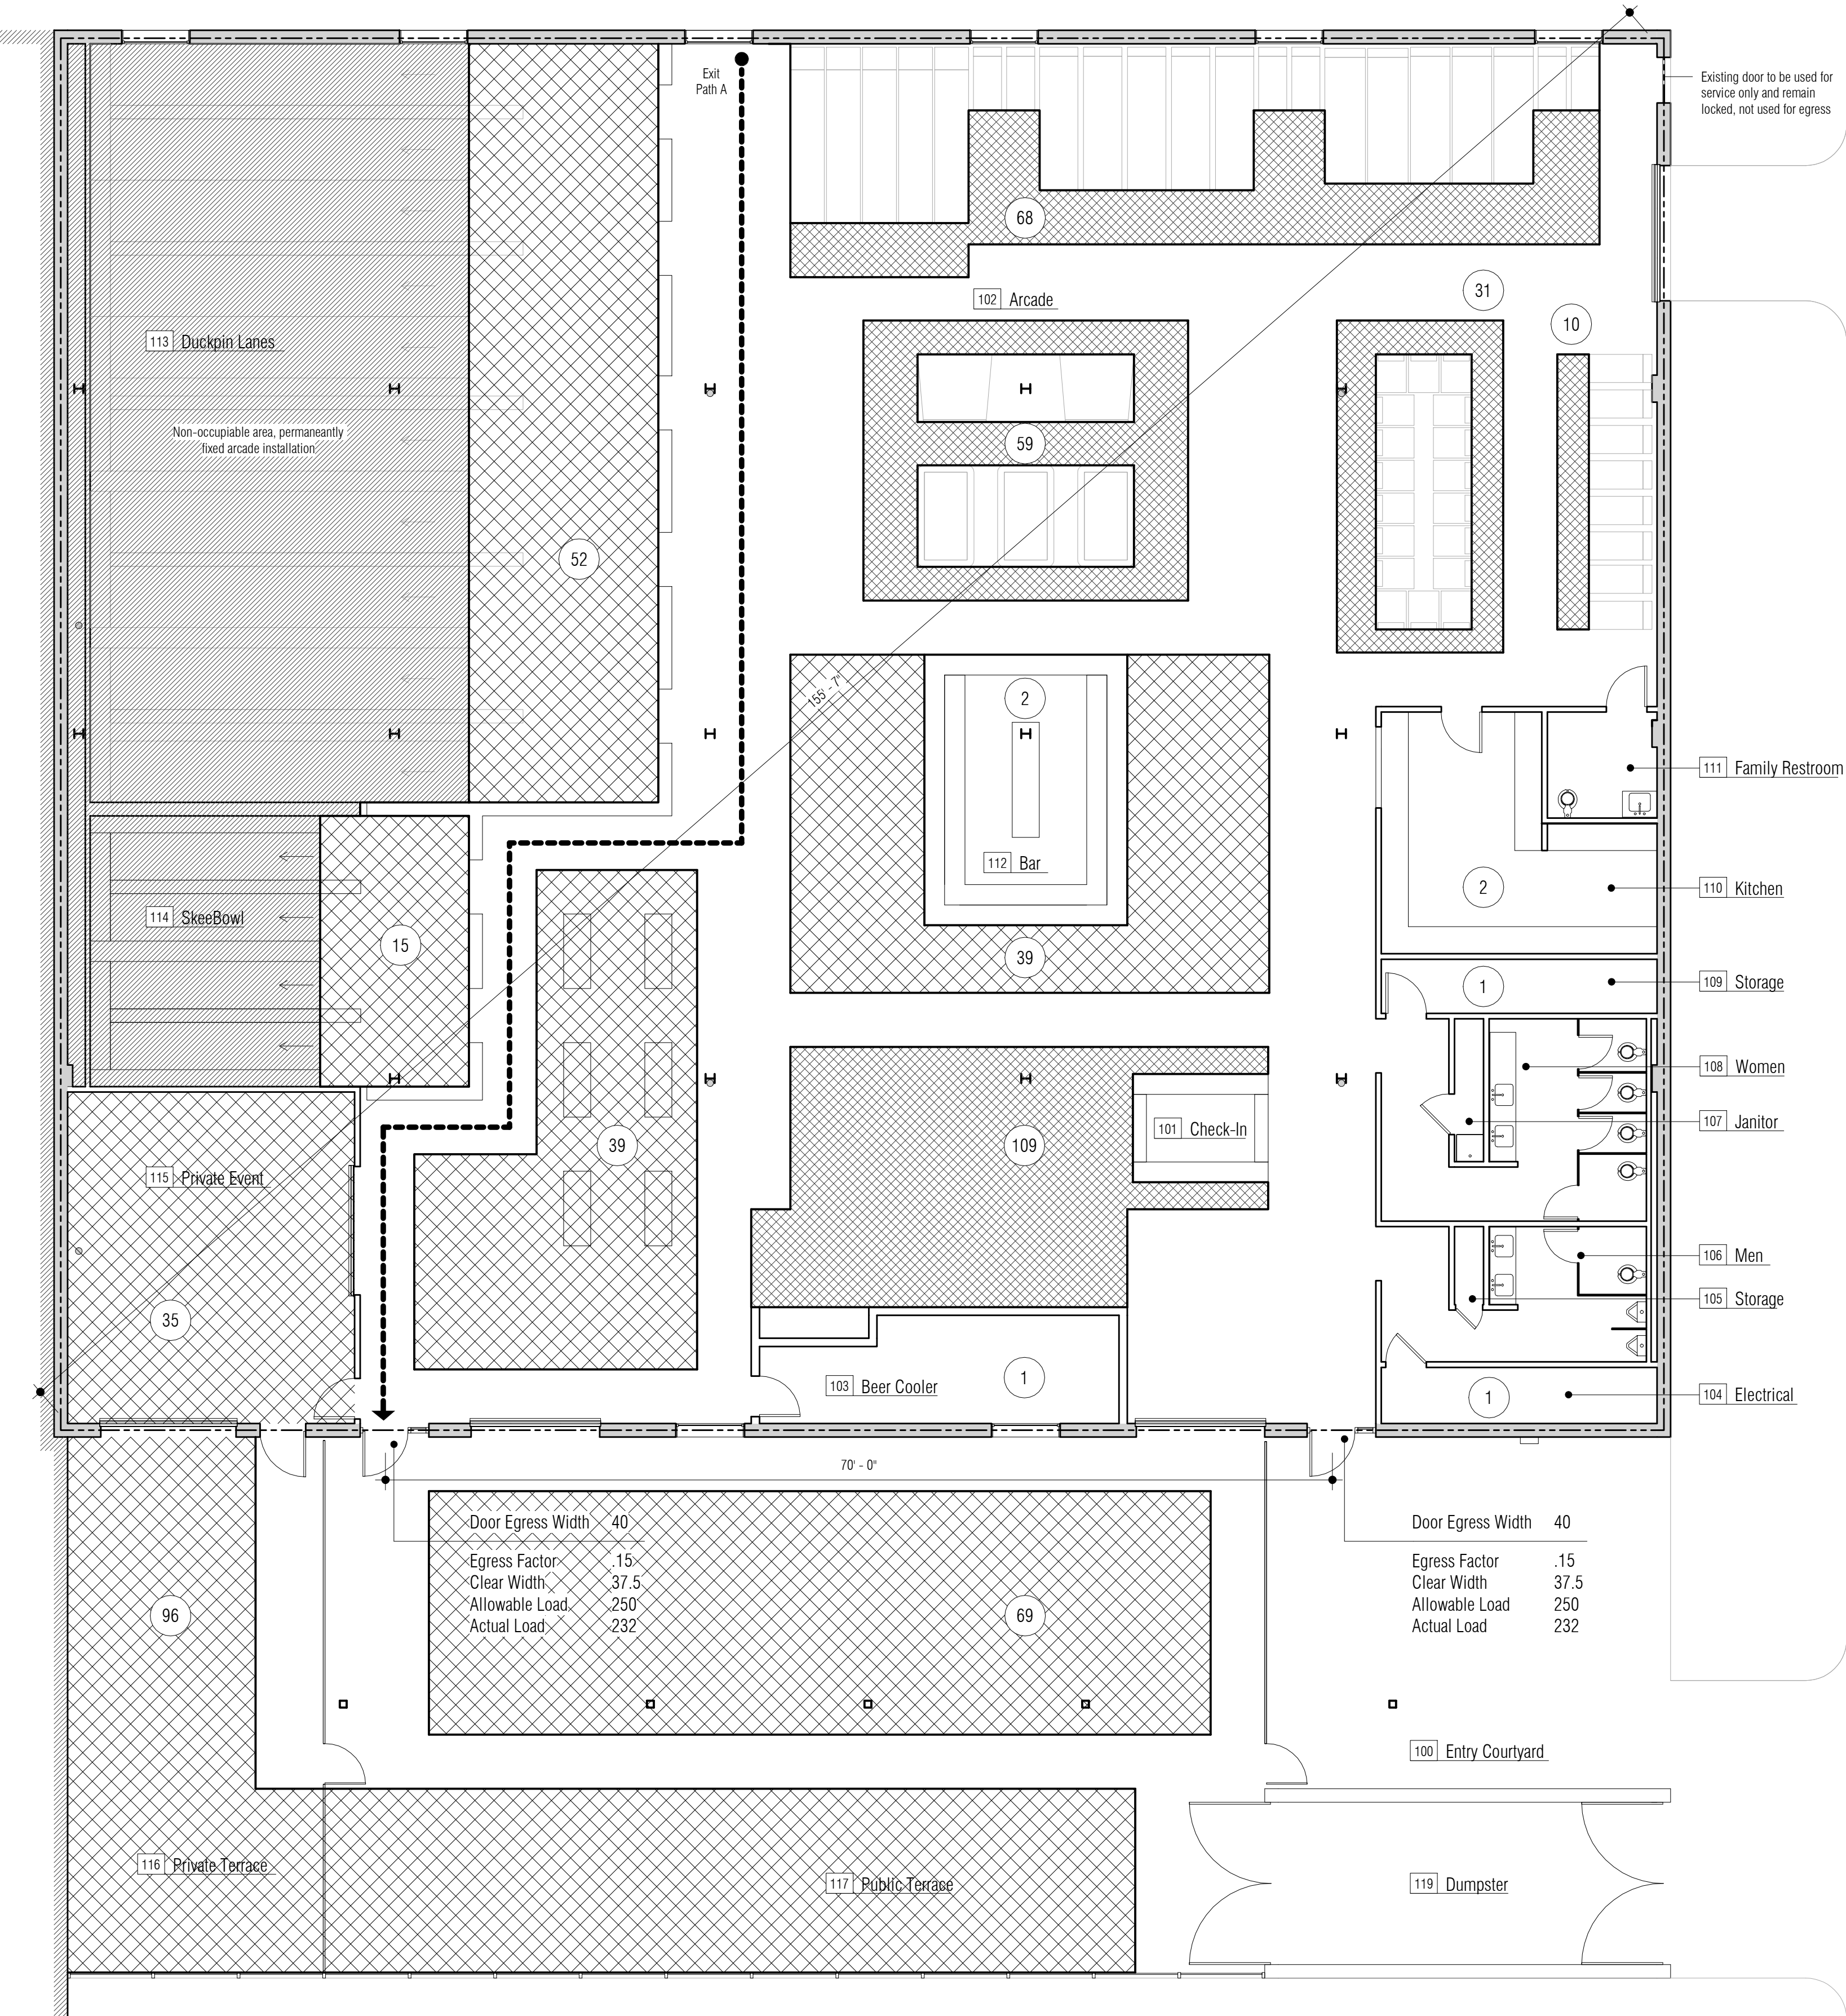 Exit
Path A
Existing door to be used for
service only and remain
locked, not used for egress
68
102 Arcade
31
10
113 Duckpin Lanes
Non-occupiable area, permaneantly
fixed arcade installation
59
52
155' - 7"
2
111 Family Restroom
112 Bar
2
110 Kitchen
114 SkeeBowl
15
39
1
109 Storage
108 Women
107 Janitor
101 Check-In
109
39
115 Private Event
106 Men
105 Storage
35
103 Beer Cooler
1
1
104 Electrical
70' - 0"
Door Egress Width 40
Egress Factor .15
Clear Width 37.5
Allowable Load 250
Actual Load 232
Door Egress Width 40
Egress Factor .15
Clear Width 37.5
Allowable Load 250
Actual Load 232
96
69
100 Entry Courtyard
116 Private Terrace
117 Public Terrace
119 Dumpster